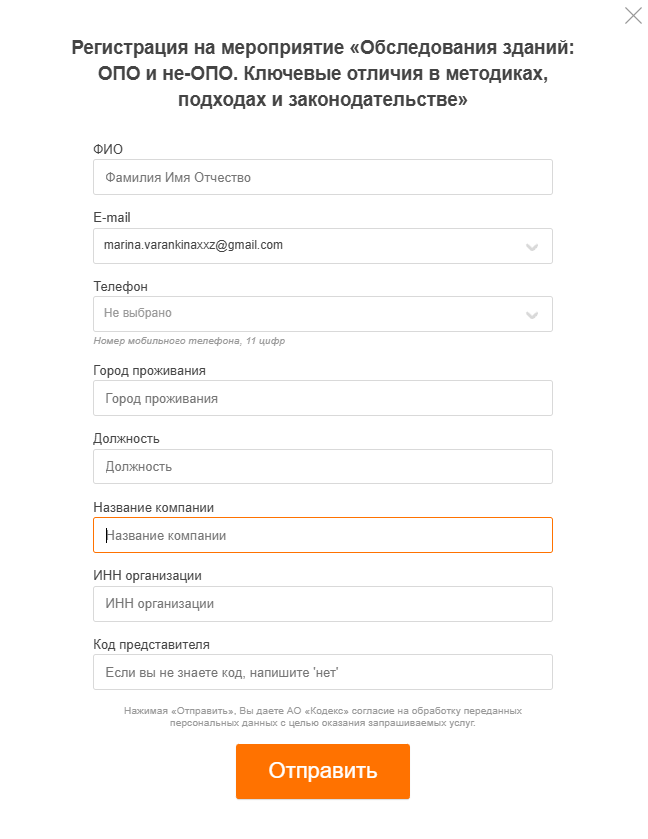 Регистрация на мероприятие «Обследования зданий:
ОПО и не-ОПО. Ключевые отличия в методиках,
подходах и законодательстве»
ФИО
Фамилия Имя Отчество
E-mail
marina.varankinaxxz@gmail.com
Телефон
Не выбрано
Номер мобильного телефона, 11 цифр
Город проживания
Город проживания
Должность
Должность
Название компании
Название компании
ИНН организации
ИНН организации
Код представителя
Если вы не знаете код, напишите 'нет'
Нажимая «Отправить», Вы даете АО «Кодекс» согласие на обработку переданных
персональных данных с целью оказания запрашиваемых услуг.
Отправить